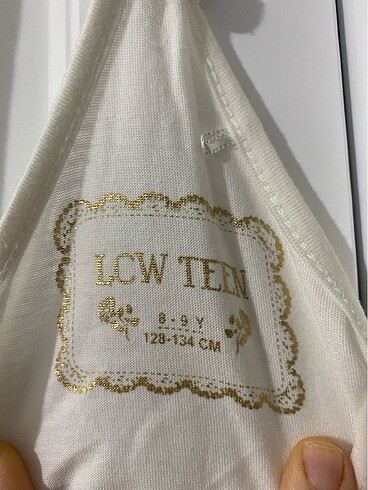 LCW TEEN
8 - 9 Y
128-134 CM